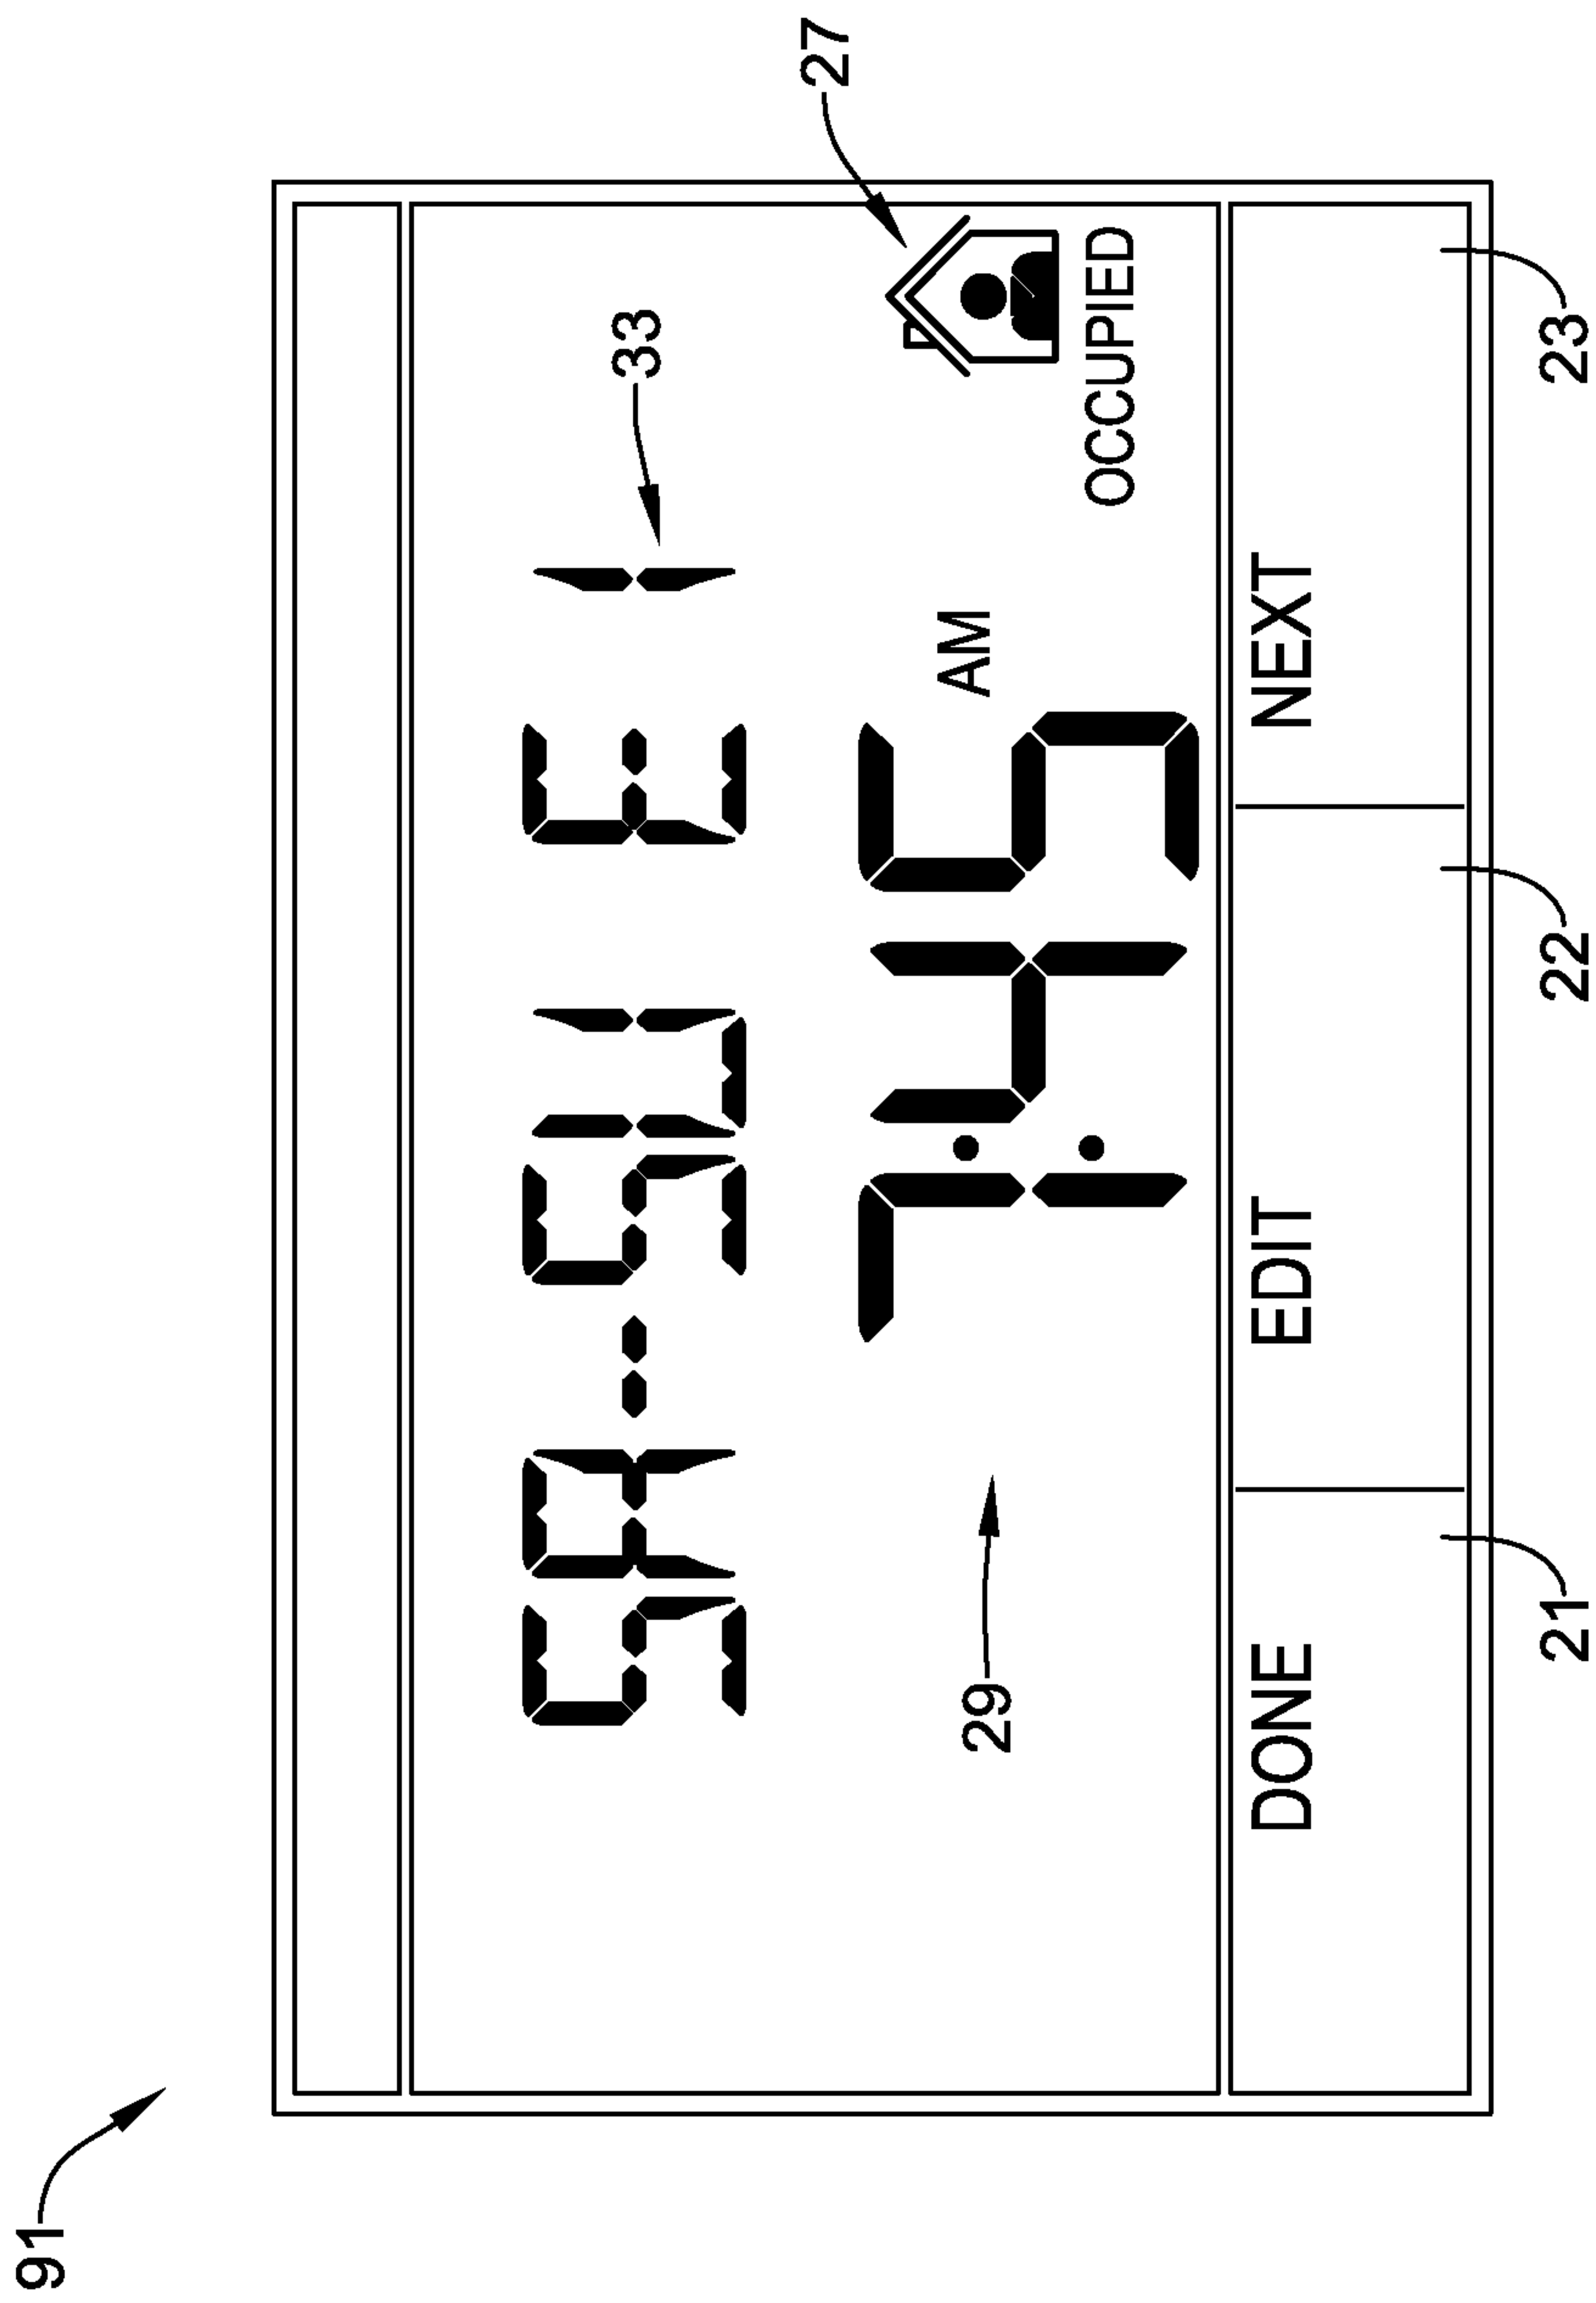 91
SA-SU E 1
33
27
29
7:45 AM
OCCUPIED
DONE EDIT NEXT
21 22 23